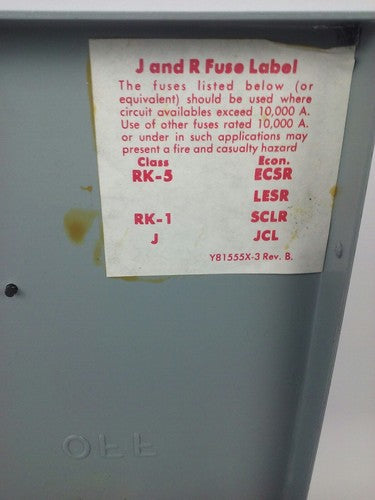 J and R Fuse Label
The fuses listed below (or
equivalent) should be used where
circuit availables exceed 10,000 A.
Use of other fuses rated 10,000 A.
or under in such applications may
present a fire and casualty hazard
Class Econ.
RK-5 ECSR
LESR
RK-1 SCLR
J JCL
Y81555X-3 Rev. B.
OFF